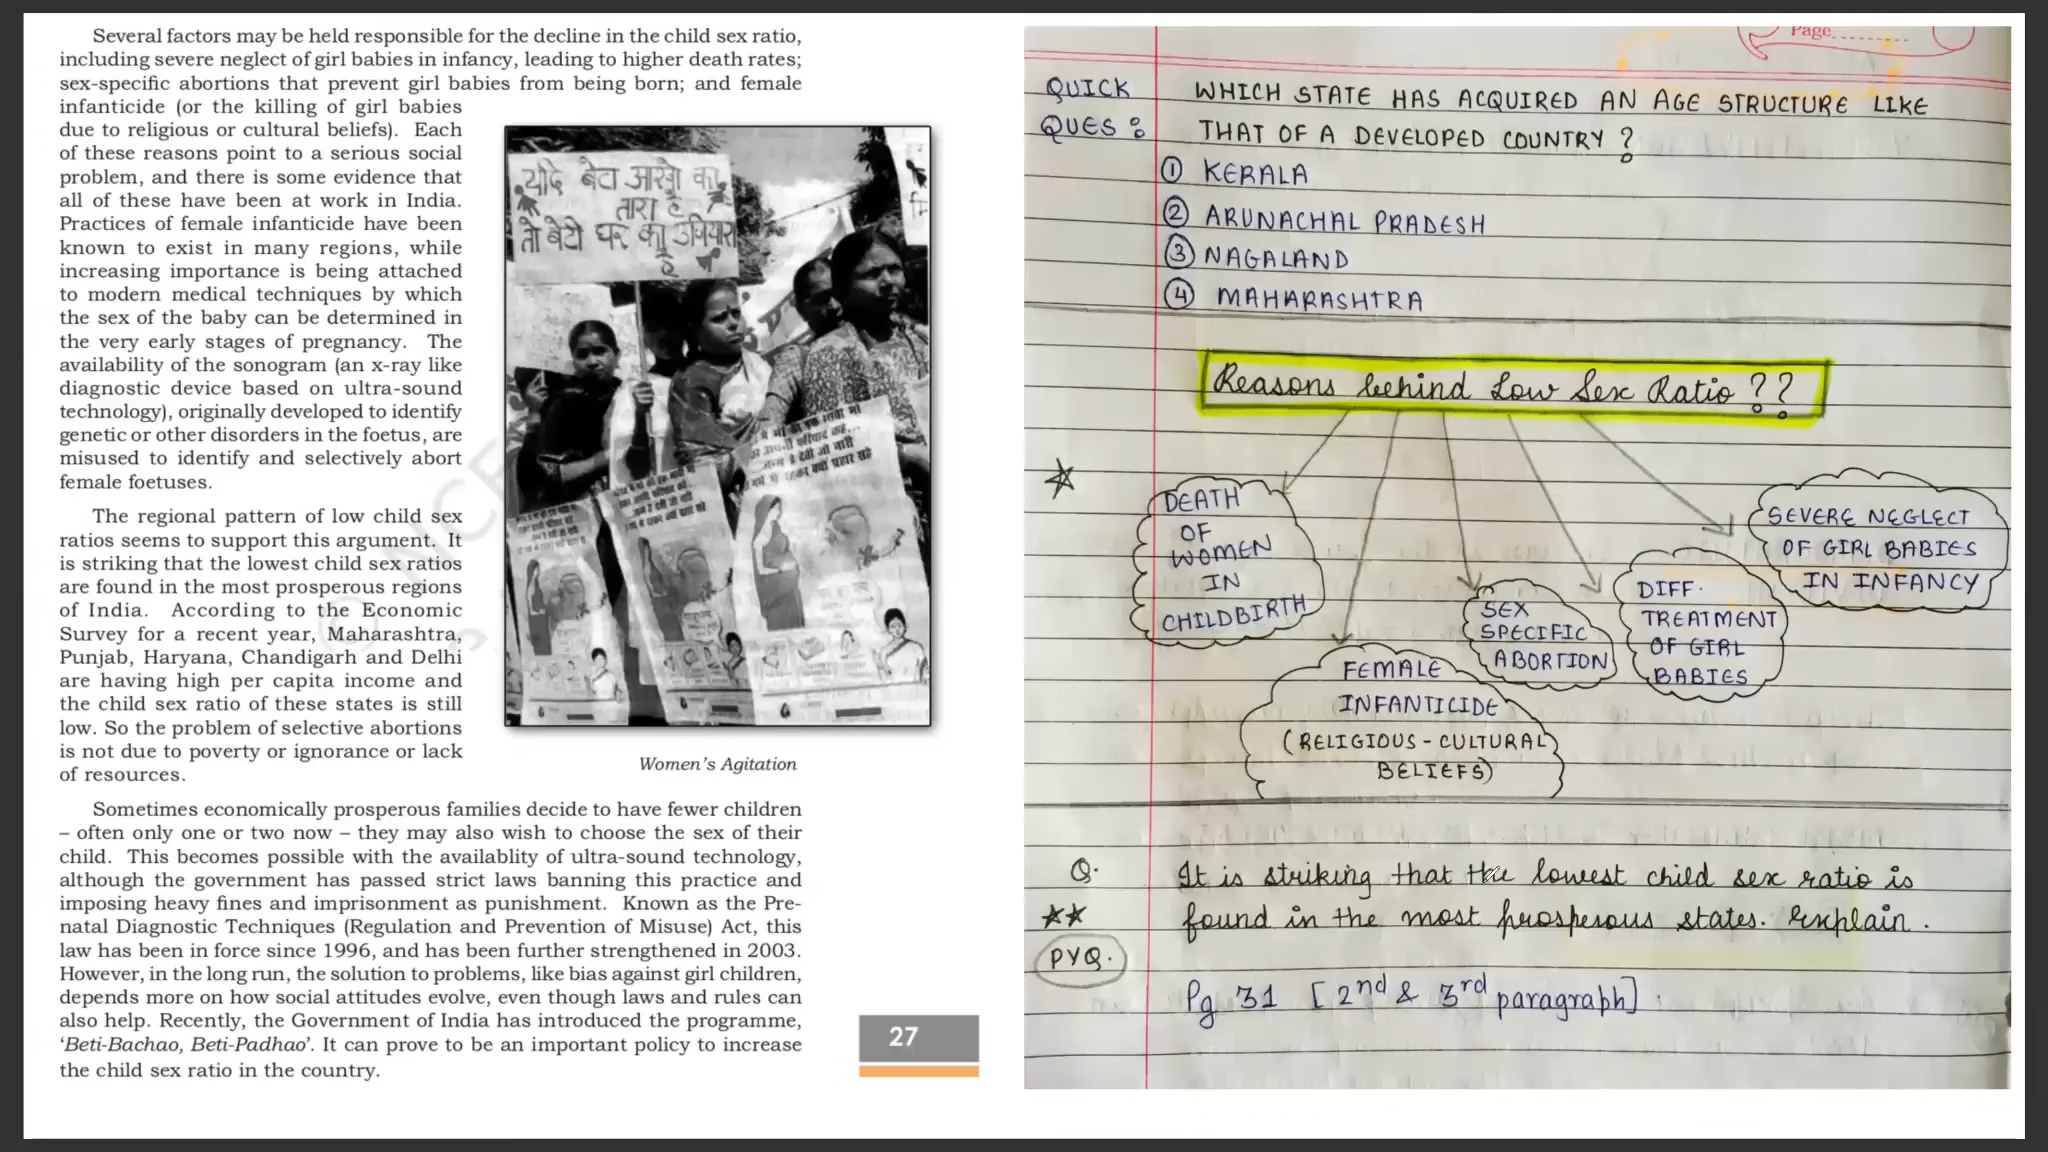 Several factors may be held responsible for the decline in the child sex ratio,
including severe neglect of girl babies in infancy, leading to higher death rates;
sex-specific abortions that prevent girl babies from being born; and female
infanticide (or the killing of girl babies
due to religious or cultural beliefs). Each
of these reasons point to a serious social
problem, and there is some evidence that
all of these have been at work in India.
Practices of female infanticide have been
known to exist in many regions, while
increasing importance is being attached
to modern medical techniques by which
the sex of the baby can be determined in
the very early stages of pregnancy. The
availability of the sonogram (an x-ray like
diagnostic device based on ultra-sound
technology), originally developed to identify
genetic or other disorders in the foetus, are
misused to identify and selectively abort
female foetuses.
The regional pattern of low child sex
ratios seems to support this argument. It
is striking that the lowest child sex ratios
are found in the most prosperous regions
of India. According to the Economic
Survey for a recent year, Maharashtra,
Punjab, Haryana, Chandigarh and Delhi
are having high per capita income and
the child sex ratio of these states is still
low. So the problem of selective abortions
is not due to poverty or ignorance or lack
of resources.
यदि बेटा आखो का
तारा है
तो बेटी घर का उजियारा
है
Women's Agitation
Sometimes economically prosperous families decide to have fewer children
– often only one or two now – they may also wish to choose the sex of their
child. This becomes possible with the availablity of ultra-sound technology,
although the government has passed strict laws banning this practice and
imposing heavy fines and imprisonment as punishment. Known as the Pre-
natal Diagnostic Techniques (Regulation and Prevention of Misuse) Act, this
law has been in force since 1996, and has been further strengthened in 2003.
However, in the long run, the solution to problems, like bias against girl children,
depends more on how social attitudes evolve, even though laws and rules can
also help. Recently, the Government of India has introduced the programme,
'Beti-Bachao, Beti-Padhao'. It can prove to be an important policy to increase
the child sex ratio in the country.
27
Page
QUICK QUES : WHICH STATE HAS ACQUIRED AN AGE STRUCTURE LIKE
THAT OF A DEVELOPED COUNTRY ?
① KERALA
② ARUNACHAL PRADESH
③ NAGALAND
④ MAHARASHTRA
Reasons behind Low Sex Ratio ??
DEATH
OF
WOMEN
IN
CHILDBIRTH
FEMALE
INFANTICIDE
(RELIGIOUS - CULTURAL
BELIEFS)
SEX
SPECIFIC
ABORTION
DIFF.
TREATMENT
OF GIRL
BABIES
SEVERE NEGLECT
OF GIRL BABIES
IN INFANCY
Q. It is striking that the lowest child sex ratio is
found in the most prosperous states. Explain.
PYQ.
Pg 31 [2nd & 3rd paragraph].